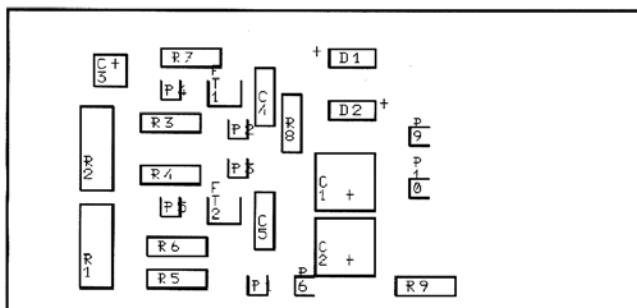 R7
+ D1
C3 +
FT1
P4
C4
D2 +
R8
R3
P2
P9
R2
P3
R4
P10
C1 +
P5
FT2
C5
R6
C2 +
R1
R5
P1
P6
R9